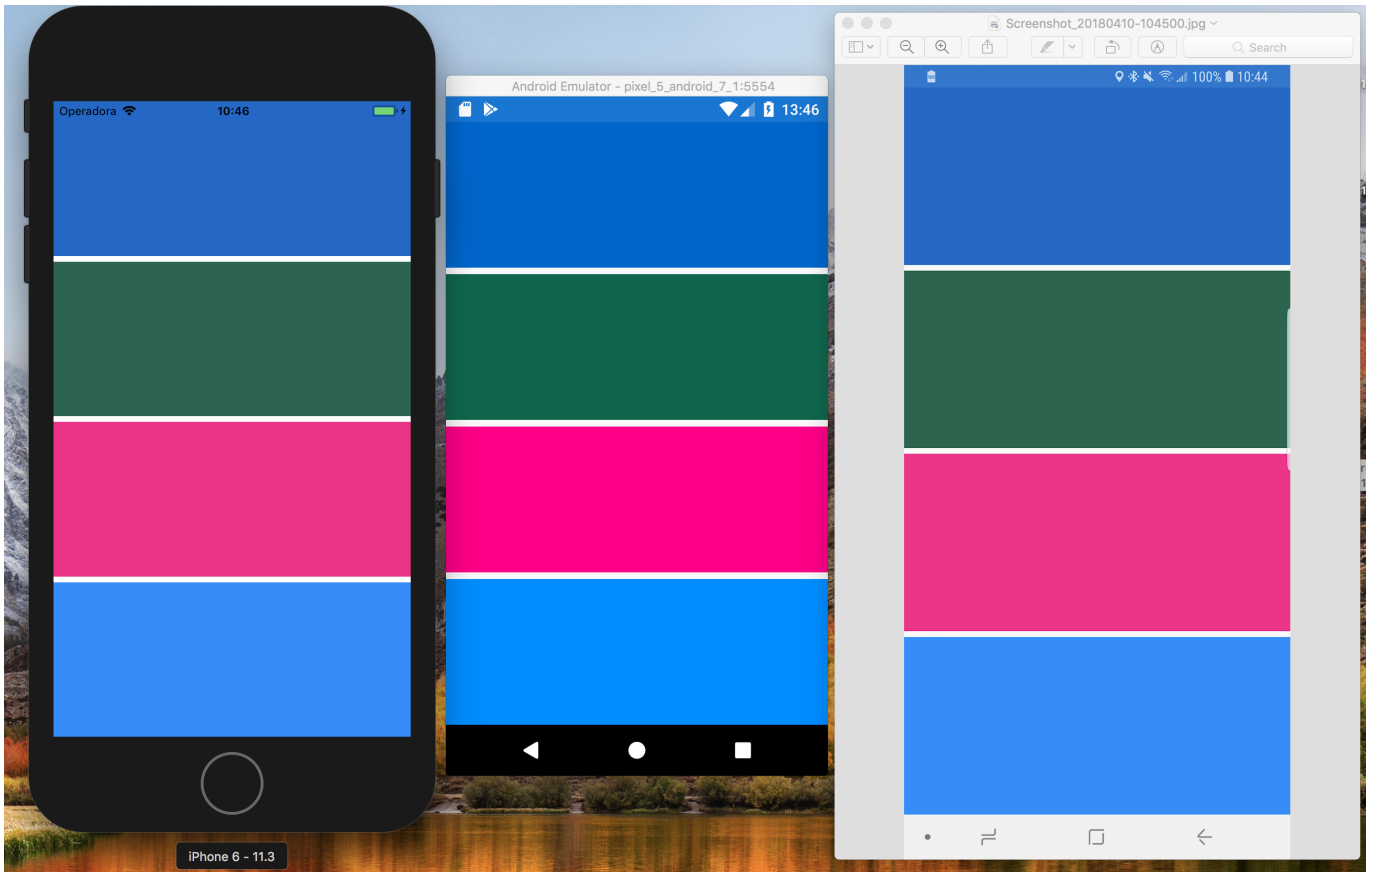 Operadora 10:46
iPhone 6 - 11.3
Android Emulator - pixel_5_android_7_1:5554
13:46
Screenshot_20180410-104500.jpg
Search
100% 10:44